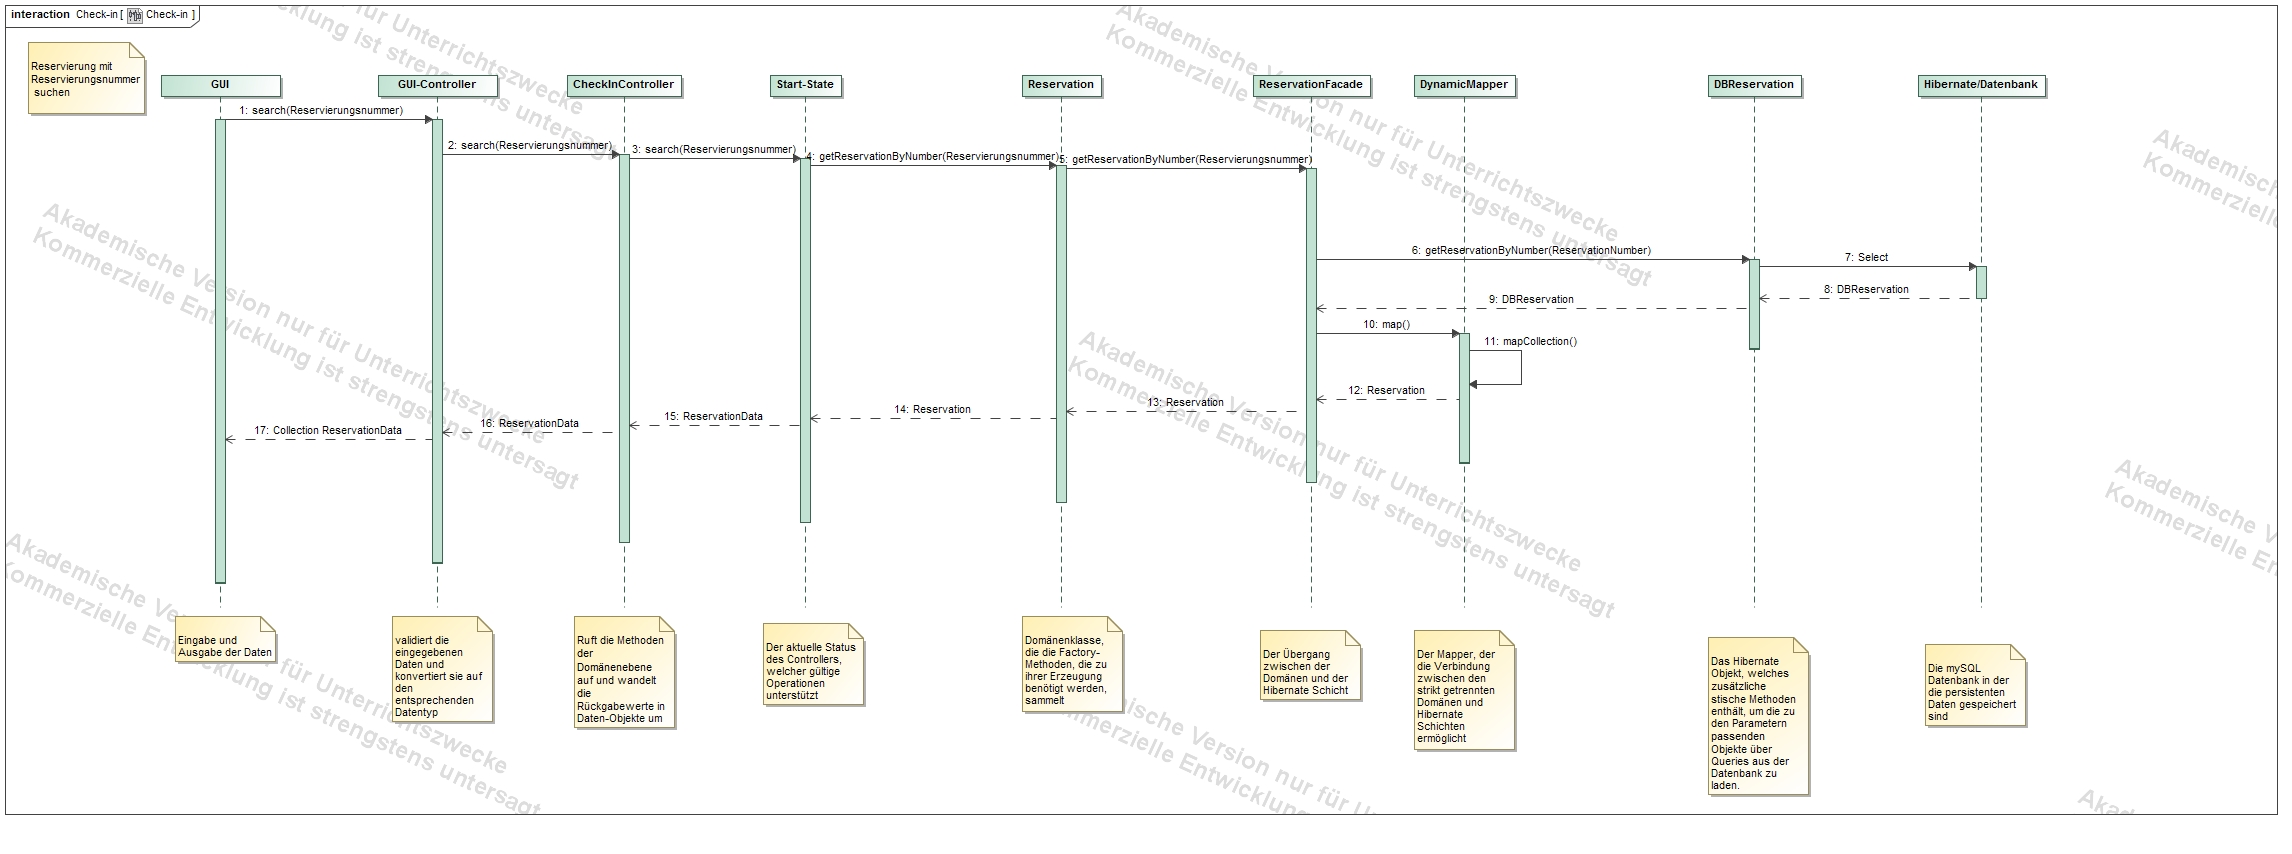 interaction Check-in [ Check-in ]
Reservierung mit
Reservierungsnummer
suchen
GUI
GUI-Controller
CheckInController
Start-State
Reservation
ReservationFacade
DynamicMapper
DBReservation
Hibernate/Datenbank
1: search(Reservierungsnummer)
2: search(Reservierungsnummer)
3: search(Reservierungsnummer)
4: getReservationByNumber(Reservierungsnummer)
5: getReservationByNumber(Reservierungsnummer)
6: getReservationByNumber(ReservationNumber)
7: Select
8: DBReservation
9: DBReservation
10: map()
11: mapCollection()
12: Reservation
13: Reservation
14: Reservation
15: ReservationData
16: ReservationData
17: Collection ReservationData
Eingabe und
Ausgabe der Daten
validiert die
eingegebenen
Daten und
konvertiert sie auf
den
entsprechenden
Datentyp
Ruft die Methoden
der
Domänenebene
auf und wandelt
die
Rückgabewerte in
Daten-Objekte um
Der aktuelle Status
des Controllers,
welcher gültige
Operationen
unterstützt
Domänenklasse,
die die Factory-
Methoden, die zu
ihrer Erzeugung
benötigt werden,
sammelt
Der Übergang
zwischen der
Domänen und der
Hibernate Schicht
Der Mapper, der
die Verbindung
zwischen den
strikt getrennten
Domänen und
Hibernate
Schichten
ermöglicht
Das Hibernate
Objekt, welches
zusätzliche
stische Methoden
enthält, um die zu
den Parametern
passenden
Objekte über
Queries aus der
Datenbank zu
laden.
Die mySQL
Datenbank in der
die persistenten
Daten gespeichert
sind
Akademische Version nur für Unterrichtszwecke
Kommerzielle Entwicklung ist strengstens untersagt